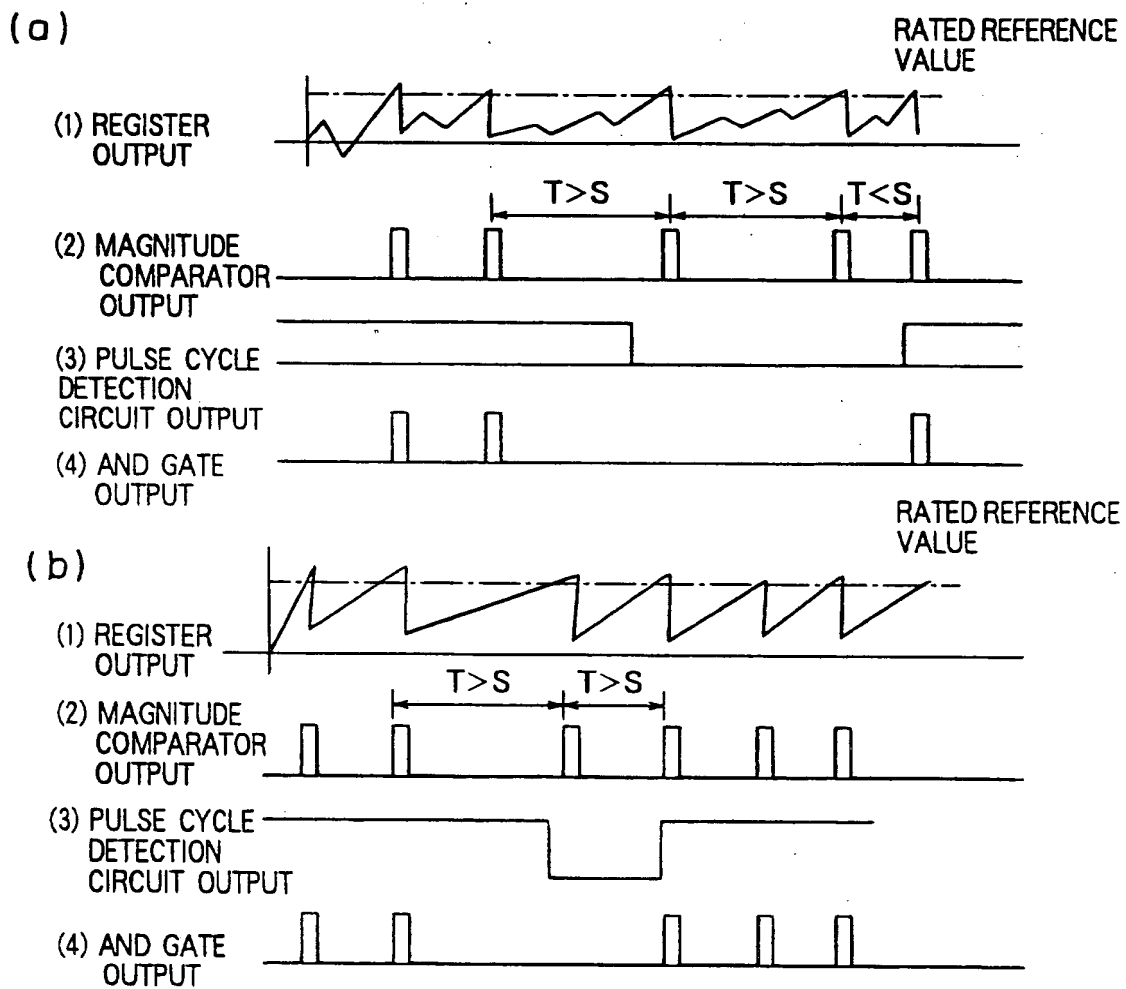 (a)
RATED REFERENCE
VALUE
(1) REGISTER
OUTPUT
T>S
T>S
T<S
(2) MAGNITUDE
COMPARATOR
OUTPUT
(3) PULSE CYCLE
DETECTION
CIRCUIT OUTPUT
(4) AND GATE
OUTPUT
RATED REFERENCE
VALUE
(b)
(1) REGISTER
OUTPUT
T>S
T>S
(2) MAGNITUDE
COMPARATOR
OUTPUT
(3) PULSE CYCLE
DETECTION
CIRCUIT OUTPUT
(4) AND GATE
OUTPUT